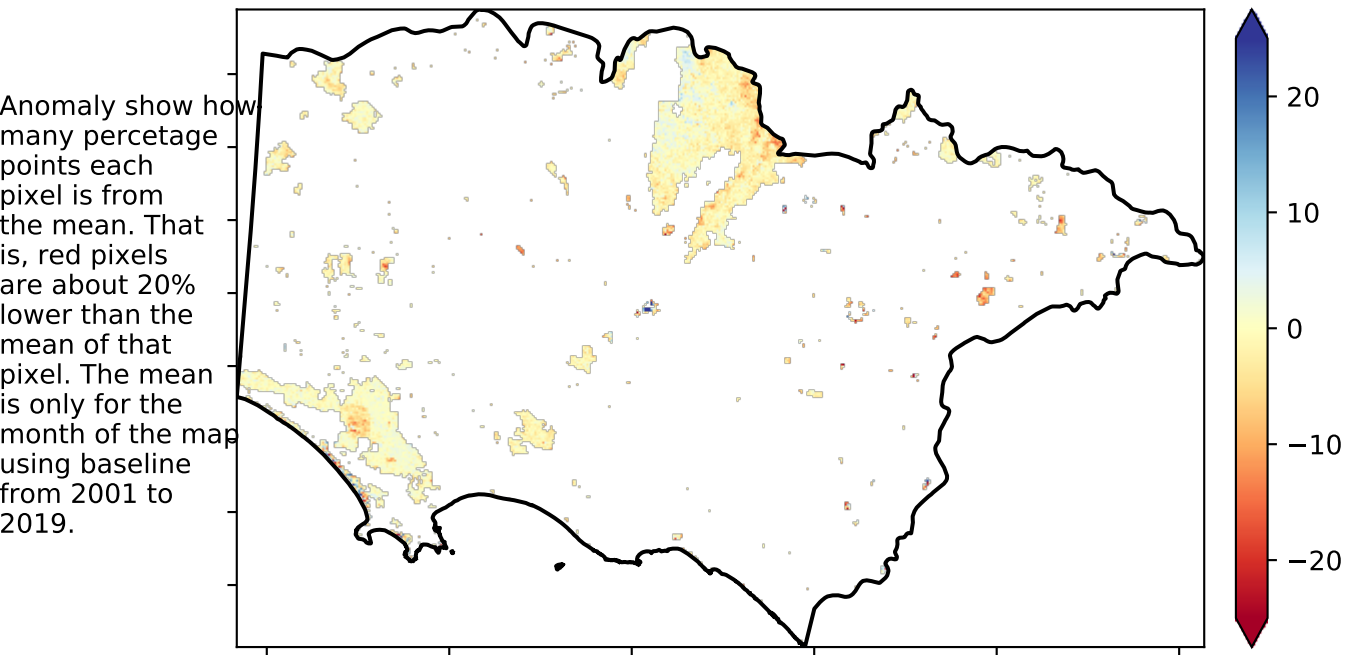 Anomaly show how
many percetage
points each
pixel is from
the mean. That
is, red pixels
are about 20%
lower than the
mean of that
pixel. The mean
is only for the
month of the map
using baseline
from 2001 to
2019.
20
10
0
−10
−20